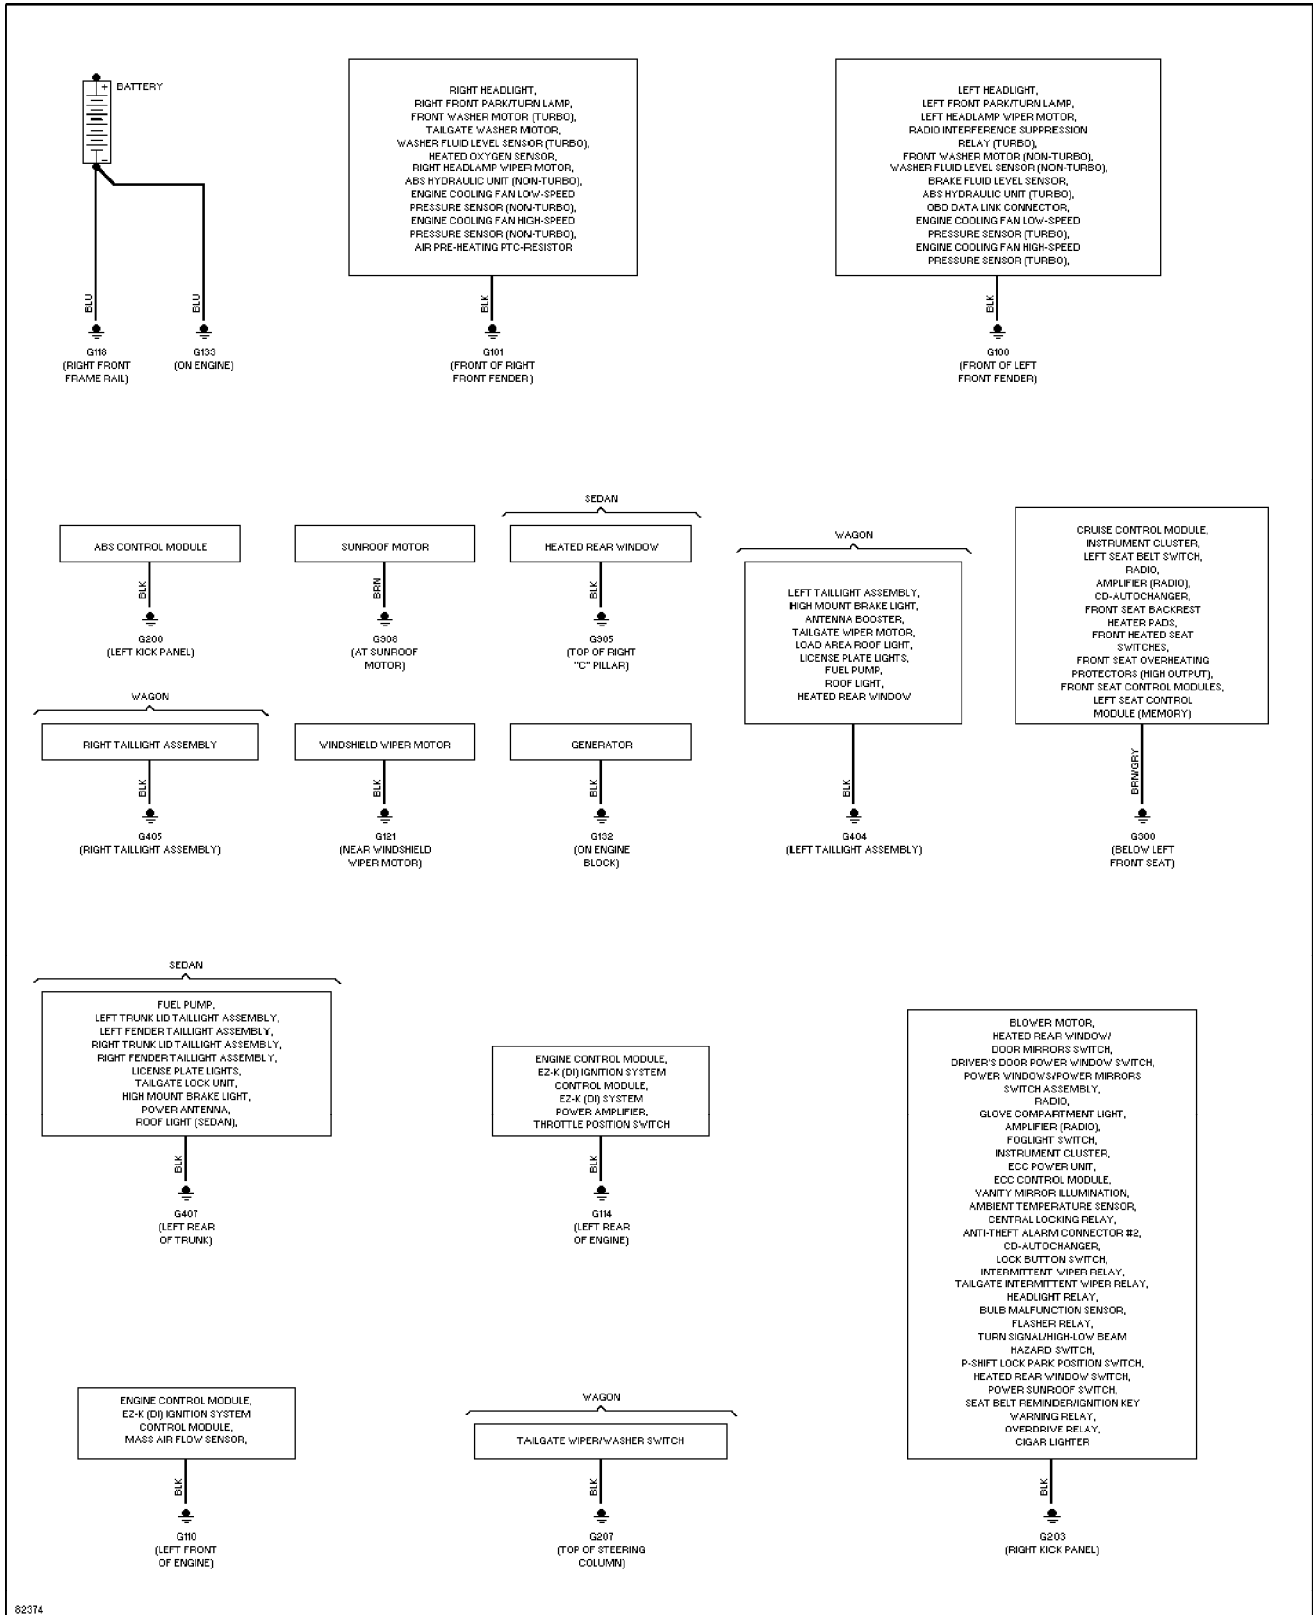 BATTERY
+
-
BLU
BLU
G118
(RIGHT FRONT
FRAME RAIL)
G133
(ON ENGINE)
RIGHT HEADLIGHT,
RIGHT FRONT PARK/TURN LAMP,
FRONT WASHER MOTOR (TURBO),
TAILGATE WASHER MOTOR,
WASHER FLUID LEVEL SENSOR (TURBO),
HEATED OXYGEN SENSOR,
RIGHT HEADLAMP WIPER MOTOR,
ABS HYDRAULIC UNIT (NON-TURBO),
ENGINE COOLING FAN LOW-SPEED
PRESSURE SENSOR (NON-TURBO),
ENGINE COOLING FAN HIGH-SPEED
PRESSURE SENSOR (NON-TURBO),
AIR PRE-HEATING PTC-RESISTOR
BLK
G101
(FRONT OF RIGHT
FRONT FENDER)
LEFT HEADLIGHT,
LEFT FRONT PARK/TURN LAMP,
LEFT HEADLAMP WIPER MOTOR,
RADIO INTERFERENCE SUPPRESSION
RELAY (TURBO),
FRONT WASHER MOTOR (NON-TURBO),
WASHER FLUID LEVEL SENSOR (NON-TURBO),
BRAKE FLUID LEVEL SENSOR,
ABS HYDRAULIC UNIT (TURBO),
OBD DATA LINK CONNECTOR,
ENGINE COOLING FAN LOW-SPEED
PRESSURE SENSOR (TURBO),
ENGINE COOLING FAN HIGH-SPEED
PRESSURE SENSOR (TURBO),
BLK
G100
(FRONT OF LEFT
FRONT FENDER)
ABS CONTROL MODULE
BLK
G200
(LEFT KICK PANEL)
SUNROOF MOTOR
BRN
G308
(AT SUNROOF
MOTOR)
SEDAN
HEATED REAR WINDOW
BLK
G305
(TOP OF RIGHT
"C" PILLAR)
WAGON
LEFT TAILLIGHT ASSEMBLY,
HIGH MOUNT BRAKE LIGHT,
ANTENNA BOOSTER,
TAILGATE WIPER MOTOR,
LOAD AREA ROOF LIGHT,
LICENSE PLATE LIGHTS,
FUEL PUMP,
ROOF LIGHT,
HEATED REAR WINDOW
BLK
G404
(LEFT TAILLIGHT ASSEMBLY)
CRUISE CONTROL MODULE,
INSTRUMENT CLUSTER,
LEFT SEAT BELT SWITCH,
RADIO,
AMPLIFIER (RADIO),
CD-AUTOCHANGER,
FRONT SEAT BACKREST
HEATER PADS,
FRONT HEATED SEAT
SWITCHES,
FRONT SEAT OVERHEATING
PROTECTORS (HIGH OUTPUT),
FRONT SEAT CONTROL MODULES,
LEFT SEAT CONTROL
MODULE (MEMORY)
BRN/GRY
G300
(BELOW LEFT
FRONT SEAT)
WAGON
RIGHT TAILLIGHT ASSEMBLY
BLK
G405
(RIGHT TAILLIGHT ASSEMBLY)
WINDSHIELD WIPER MOTOR
BLK
G121
(NEAR WINDSHIELD
WIPER MOTOR)
GENERATOR
BLK
G132
(ON ENGINE
BLOCK)
SEDAN
FUEL PUMP,
LEFT TRUNK LID TAILLIGHT ASSEMBLY,
LEFT FENDER TAILLIGHT ASSEMBLY,
RIGHT TRUNK LID TAILLIGHT ASSEMBLY,
RIGHT FENDER TAILLIGHT ASSEMBLY,
LICENSE PLATE LIGHTS,
TAILGATE LOCK UNIT,
HIGH MOUNT BRAKE LIGHT,
POWER ANTENNA,
ROOF LIGHT (SEDAN),
BLK
G407
(LEFT REAR
OF TRUNK)
ENGINE CONTROL MODULE,
EZ-K (DI) IGNITION SYSTEM
CONTROL MODULE,
EZ-K (DI) SYSTEM
POWER AMPLIFIER,
THROTTLE POSITION SWITCH
BLK
G114
(LEFT REAR
OF ENGINE)
BLOWER MOTOR,
HEATED REAR WINDOW/
DOOR MIRRORS SWITCH,
DRIVER'S DOOR POWER WINDOW SWITCH,
POWER WINDOWS/POWER MIRRORS
SWITCH ASSEMBLY,
RADIO,
GLOVE COMPARTMENT LIGHT,
AMPLIFIER (RADIO),
FOGLIGHT SWITCH,
INSTRUMENT CLUSTER,
ECC POWER UNIT,
ECC CONTROL MODULE,
VANITY MIRROR ILLUMINATION,
AMBIENT TEMPERATURE SENSOR,
CENTRAL LOCKING RELAY,
ANTI-THEFT ALARM CONNECTOR #2,
CD-AUTOCHANGER,
LOCK BUTTON SWITCH,
INTERMITTENT WIPER RELAY,
TAILGATE INTERMITTENT WIPER RELAY,
HEADLIGHT RELAY,
BULB MALFUNCTION SENSOR,
FLASHER RELAY,
TURN SIGNAL/HIGH-LOW BEAM
HAZARD SWITCH,
P-SHIFT LOCK PARK POSITION SWITCH,
HEATED REAR WINDOW SWITCH,
POWER SUNROOF SWITCH,
SEAT BELT REMINDER/IGNITION KEY
WARNING RELAY,
OVERDRIVE RELAY,
CIGAR LIGHTER
BLK
G203
(RIGHT KICK PANEL)
ENGINE CONTROL MODULE,
EZ-K (DI) IGNITION SYSTEM
CONTROL MODULE,
MASS AIR FLOW SENSOR,
BLK
G110
(LEFT FRONT
OF ENGINE)
WAGON
TAILGATE WIPER/WASHER SWITCH
BLK
G207
(TOP OF STEERING
COLUMN)
82374